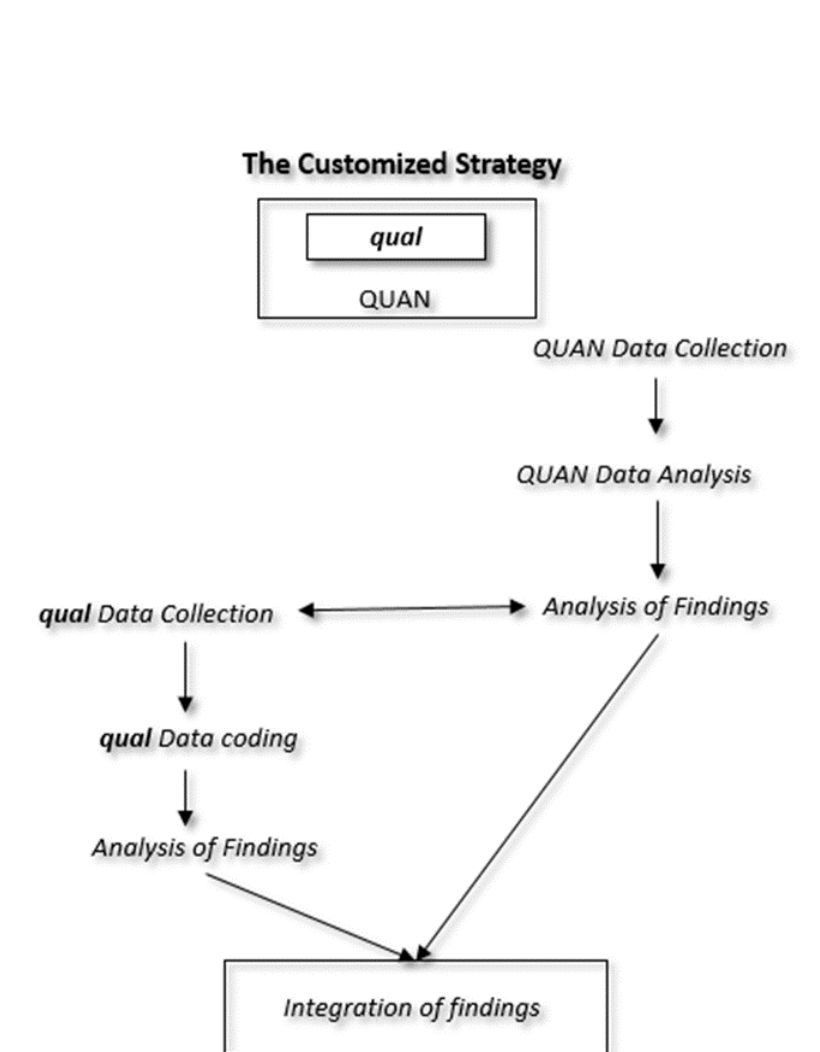 The Customized Strategy
qual
QUAN
QUAN Data Collection
QUAN Data Analysis
qual Data Collection
Analysis of Findings
qual Data coding
Analysis of Findings
Integration of findings